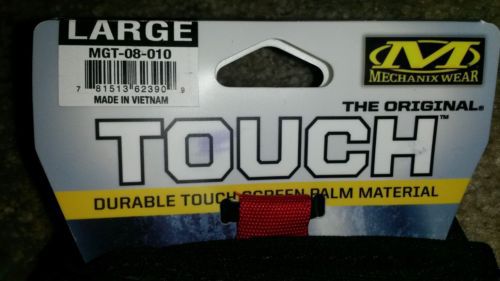 LARGE
MGT-08-010
7 81513 62390 9
MADE IN VIETNAM
M
MECHANIX WEAR
THE ORIGINAL®
TOUCH™
DURABLE TOUCH SCREEN PALM MATERIAL